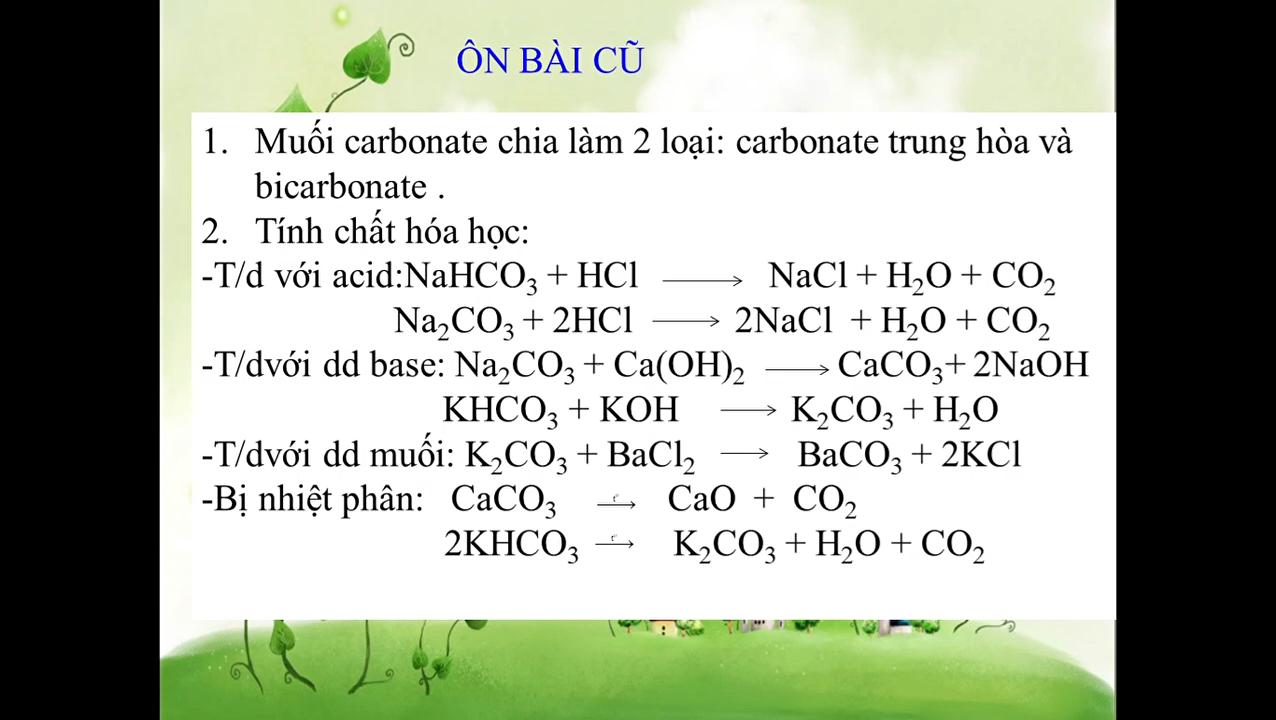 ÔN BÀI CŨ
1. Muối carbonate chia làm 2 loại: carbonate trung hòa và
bicarbonate .
2. Tính chất hóa học:
-T/d với acid:NaHCO₃ + HCl ⟶ NaCl + H₂O + CO₂
Na₂CO₃ + 2HCl ⟶ 2NaCl + H₂O + CO₂
-T/dvới dd base: Na₂CO₃ + Ca(OH)₂ ⟶ CaCO₃+ 2NaOH
KHCO₃ + KOH ⟶ K₂CO₃ + H₂O
-T/dvới dd muối: K₂CO₃ + BaCl₂ ⟶ BaCO₃ + 2KCl
-Bị nhiệt phân: CaCO₃ ⟶ CaO + CO₂
2KHCO₃ ⟶ K₂CO₃ + H₂O + CO₂